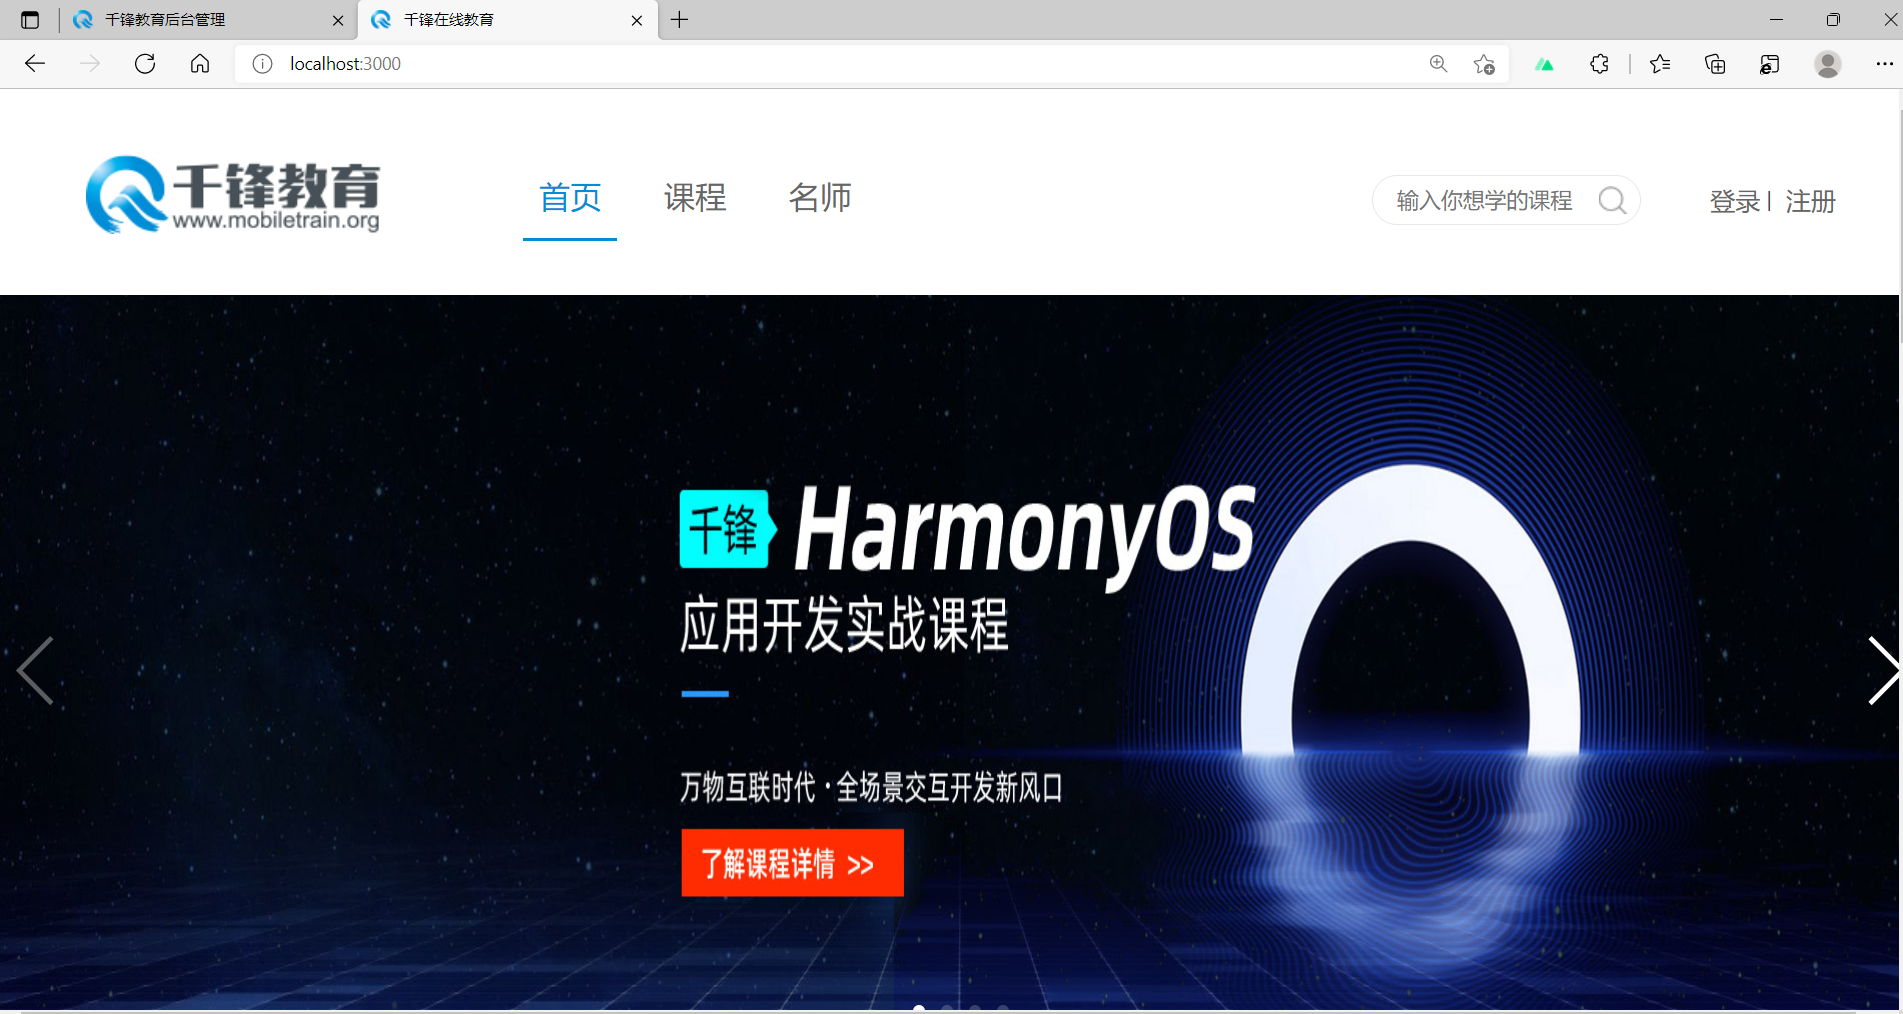 千锋教育后台管理
千锋在线教育
localhost:3000
千锋教育
www.mobiletrain.org
首页 课程 名师
输入你想学的课程
登录 | 注册
千锋 HarmonyOS
应用开发实战课程
万物互联时代·全场景交互开发新风口
了解课程详情 >>